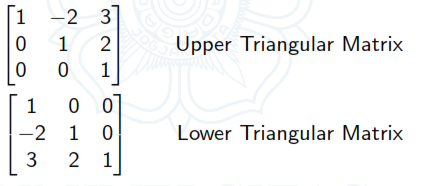 1 -2 3
0 1 2 Upper Triangular Matrix
0 0 1
1 0 0
-2 1 0 Lower Triangular Matrix
3 2 1